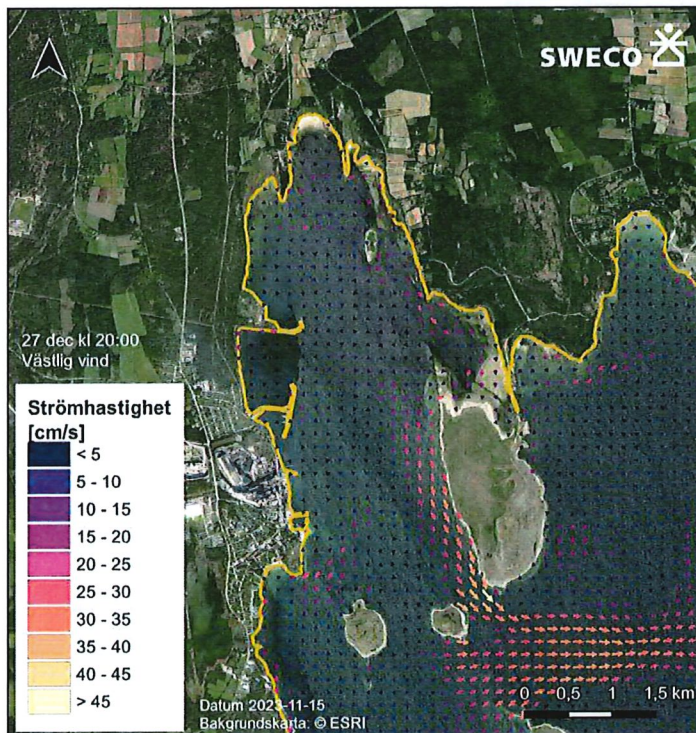 SWECO
27 dec kl 20:00
Västlig vind
Strömhastighet
[cm/s]
< 5
5 - 10
10 - 15
15 - 20
20 - 25
25 - 30
30 - 35
35 - 40
40 - 45
> 45
0 0,5 1 1,5 km
Datum 2023-11-15
Bakgrundskarta: © ESRI